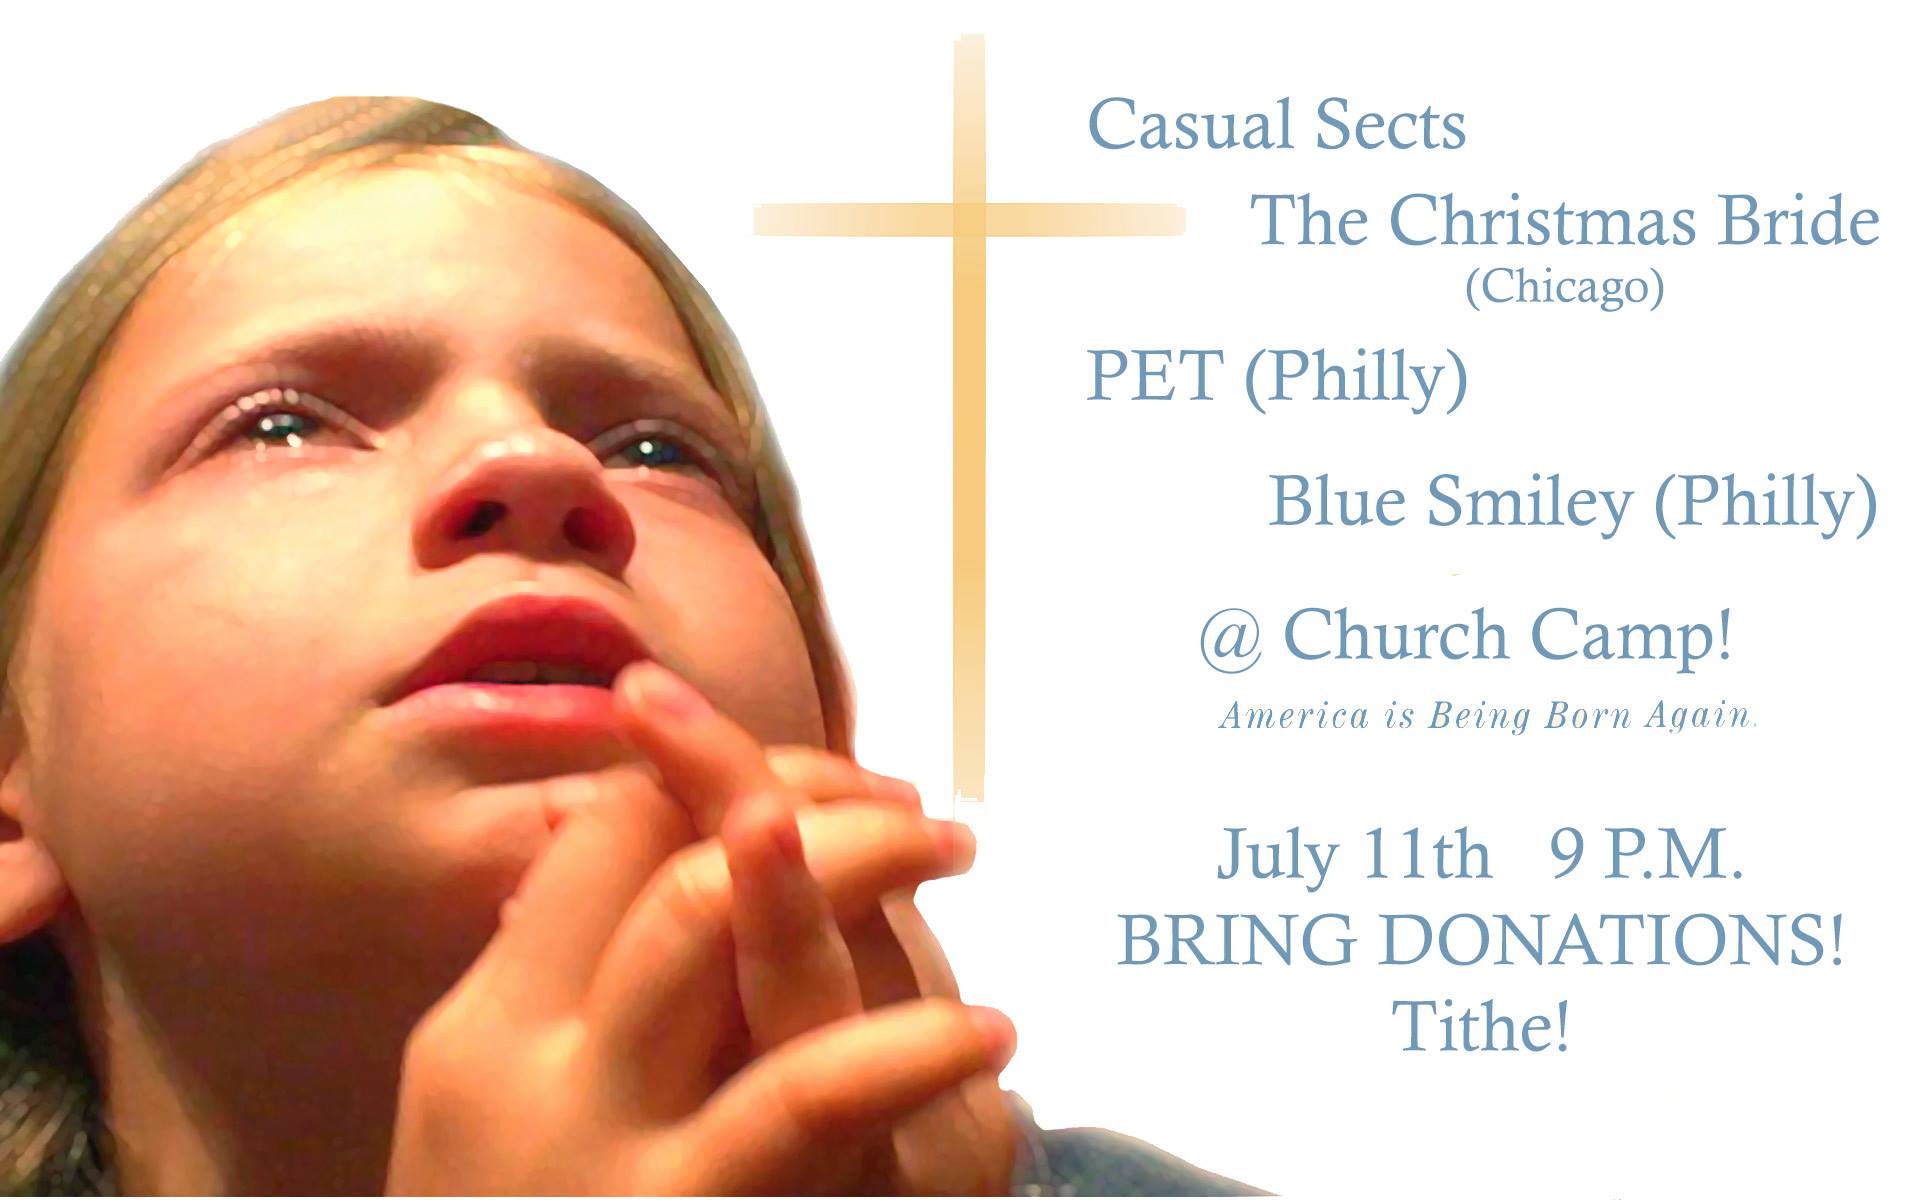 Casual Sects
The Christmas Bride
(Chicago)
PET (Philly)
Blue Smiley (Philly)
@ Church Camp!
America is Being Born Again.
July 11th 9 P.M.
BRING DONATIONS!
Tithe!